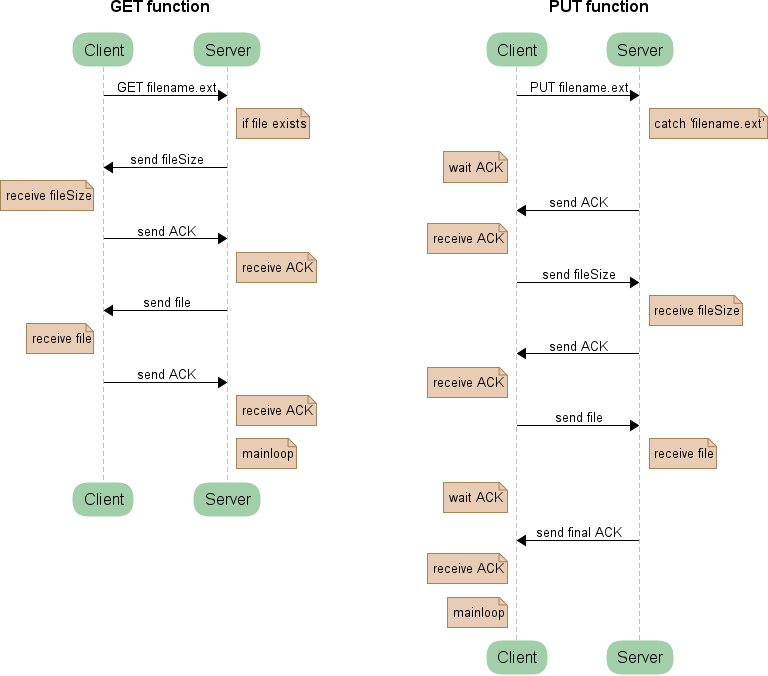 GET function
Client
Server
GET filename.ext
if file exists
send fileSize
receive fileSize
send ACK
receive ACK
send file
receive file
send ACK
receive ACK
mainloop
Client
Server
PUT function
Client
Server
PUT filename.ext
catch 'filename.ext'
wait ACK
send ACK
receive ACK
send fileSize
receive fileSize
send ACK
receive ACK
send file
receive file
wait ACK
send final ACK
receive ACK
mainloop
Client
Server